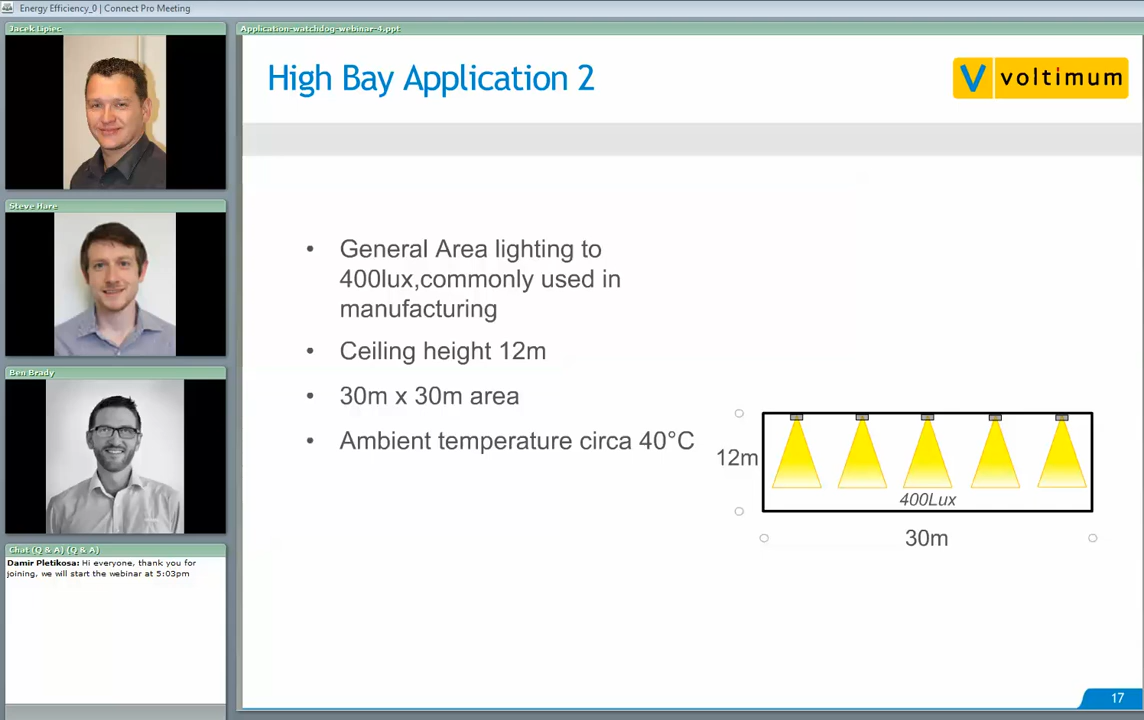 Energy Efficiency_0 | Connect Pro Meeting
Jacek Lipiec
Application-watchdog-webinar-4.ppt
High Bay Application 2
voltimum
Steve Hare
• General Area lighting to
400lux,commonly used in
manufacturing
• Ceiling height 12m
• 30m x 30m area
• Ambient temperature circa 40°C
12m
400Lux
30m
Ben Brady
Chat (Q & A) (Q & A)
Damir Pletikosa: Hi everyone, thank you for
joining, we will start the webinar at 5:03pm
17